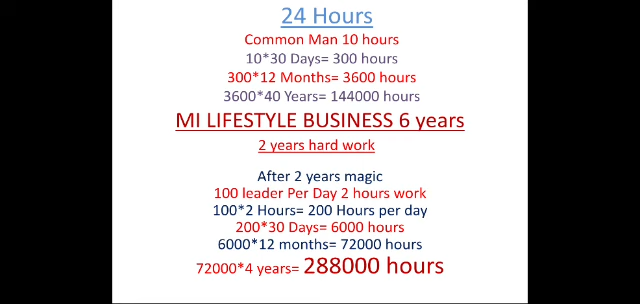 24 Hours
Common Man 10 hours
10*30 Days= 300 hours
300*12 Months= 3600 hours
3600*40 Years= 144000 hours
MI LIFESTYLE BUSINESS 6 years
2 years hard work
After 2 years magic
100 leader Per Day 2 hours work
100*2 Hours= 200 Hours per day
200*30 Days= 6000 hours
6000*12 months= 72000 hours
72000*4 years= 288000 hours